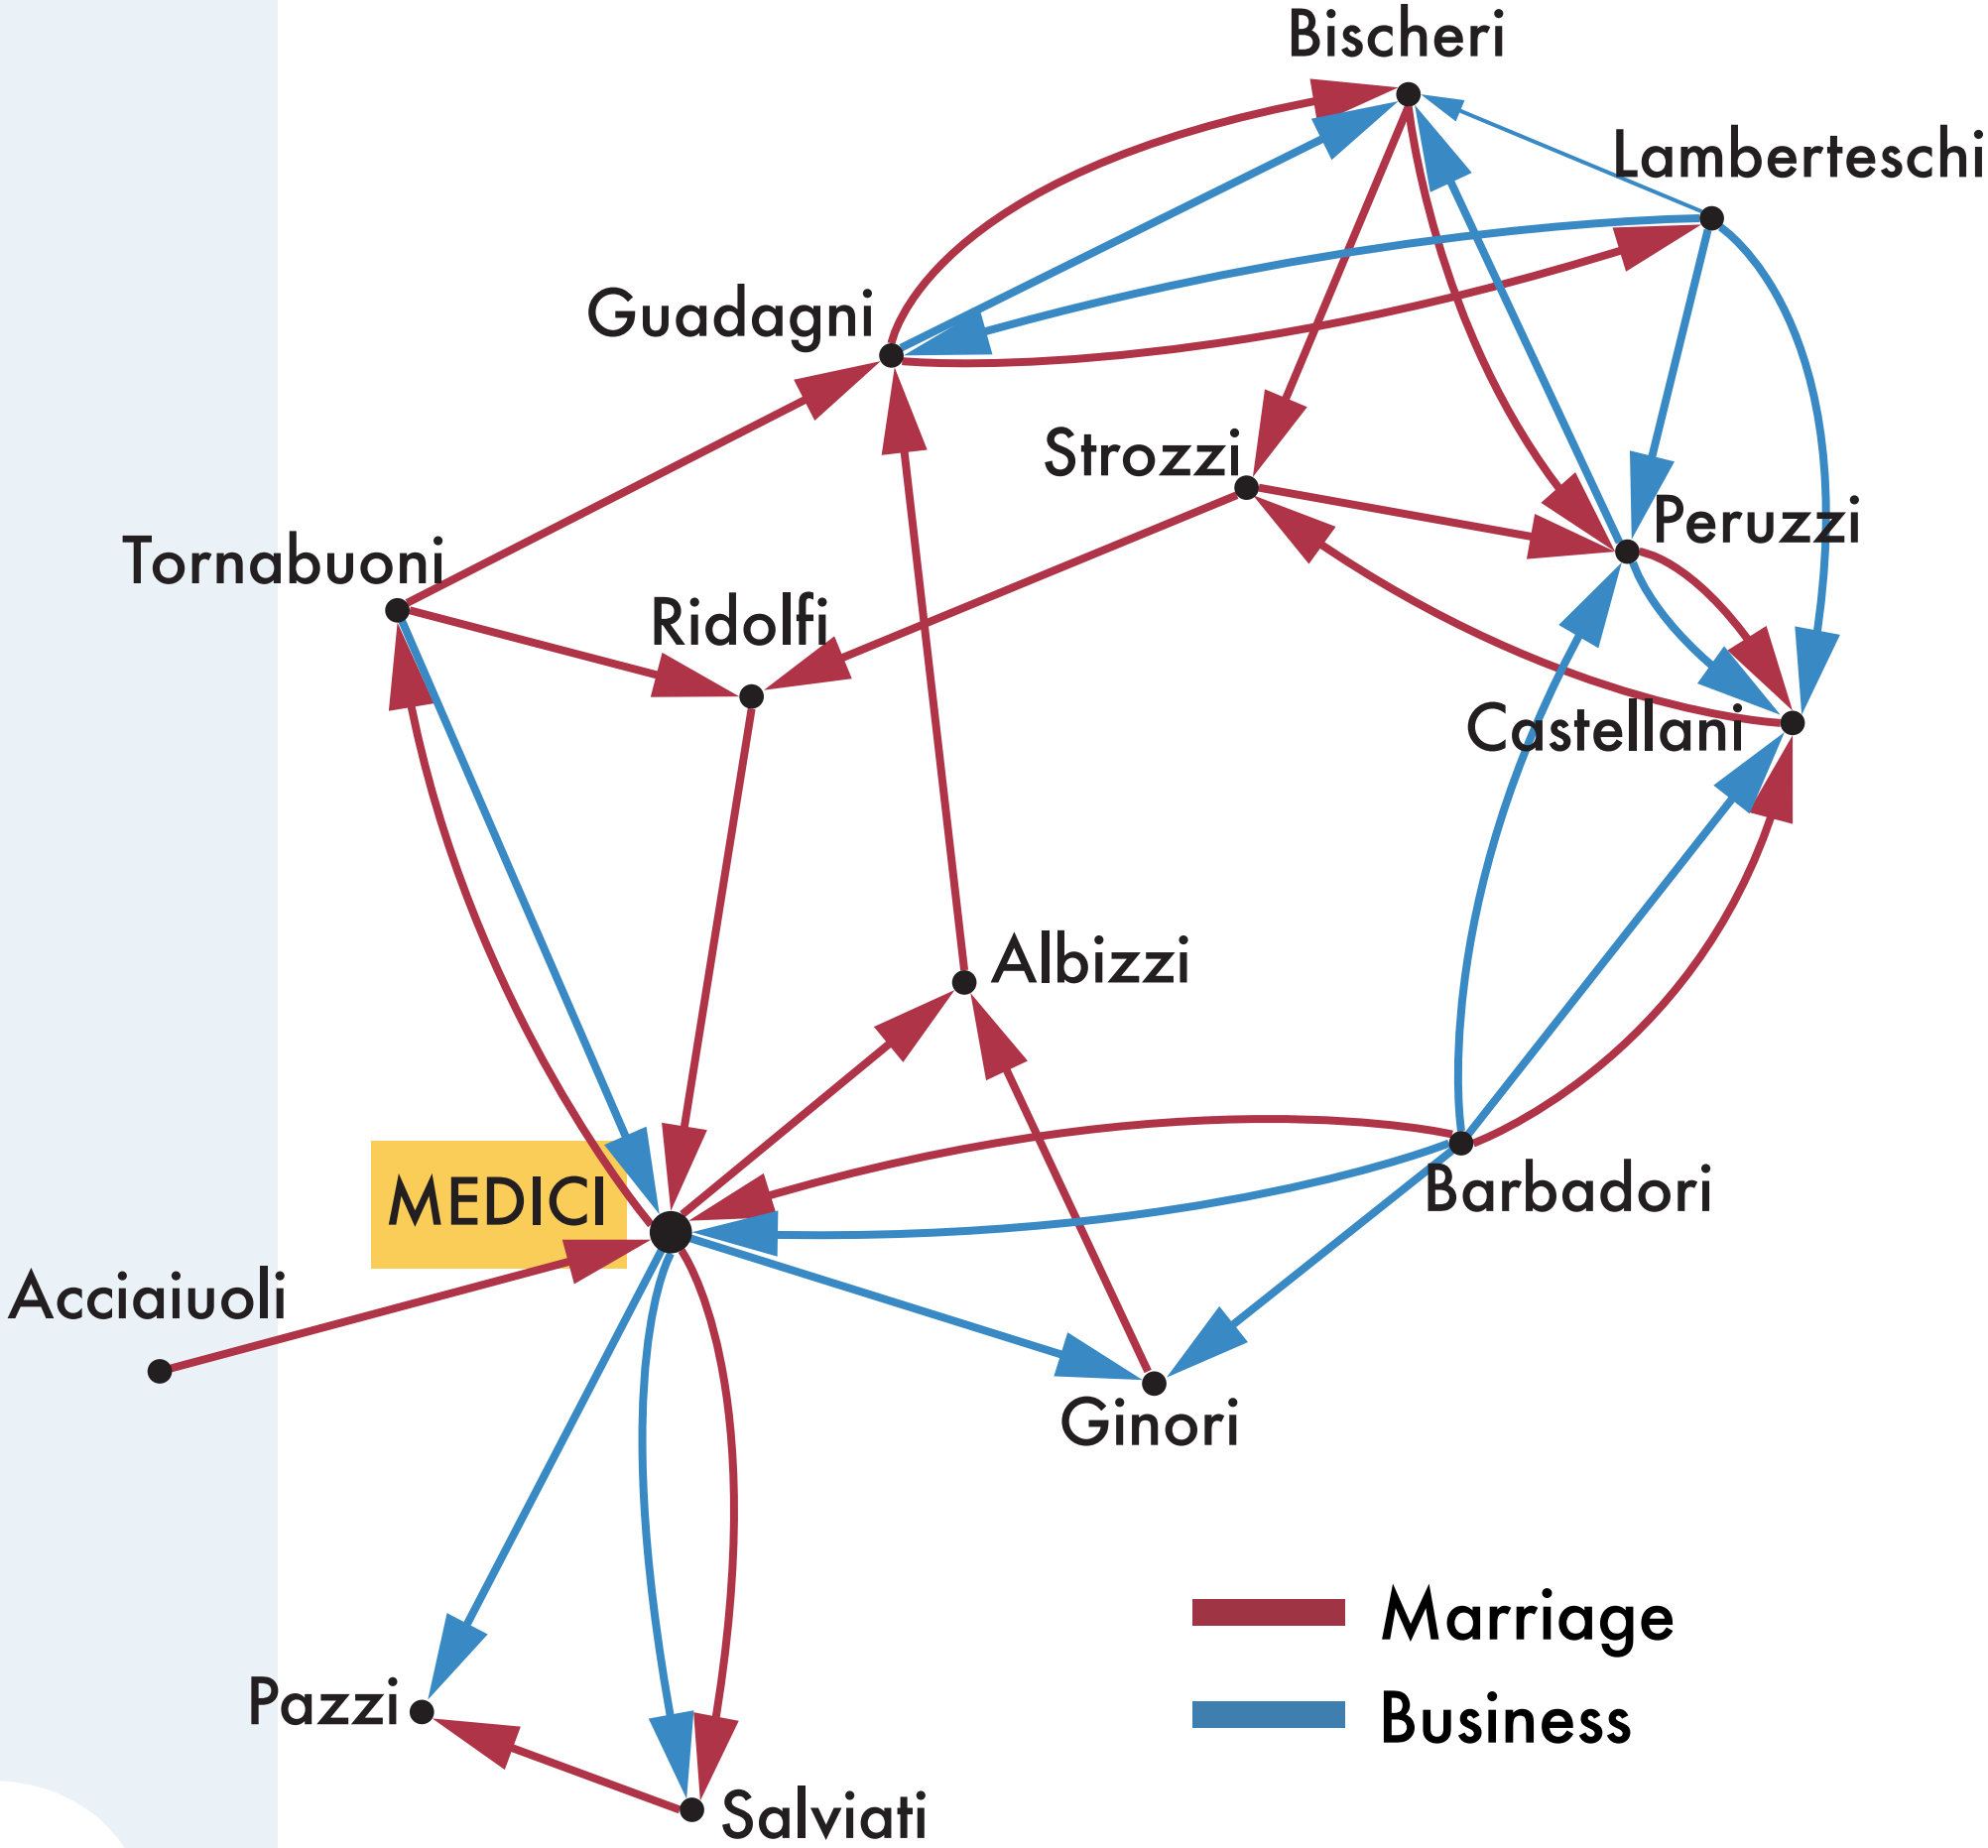 Bischeri
Lamberteschi
Guadagni
Strozzi
Peruzzi
Tornabuoni
Ridolfi
Castellani
Albizzi
MEDICI
Barbadori
Acciaiuoli
Ginori
Marriage
Pazzi
Business
Salviati